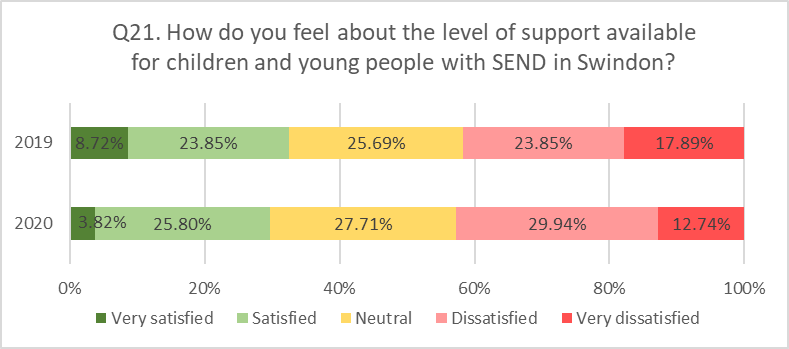 Q21. How do you feel about the level of support available
for children and young people with SEND in Swindon?
2019 8.72% 23.85% 25.69% 23.85% 17.89%
2020 3.82% 25.80% 27.71% 29.94% 12.74%
0% 20% 40% 60% 80% 100%
Very satisfied Satisfied Neutral Dissatisfied Very dissatisfied